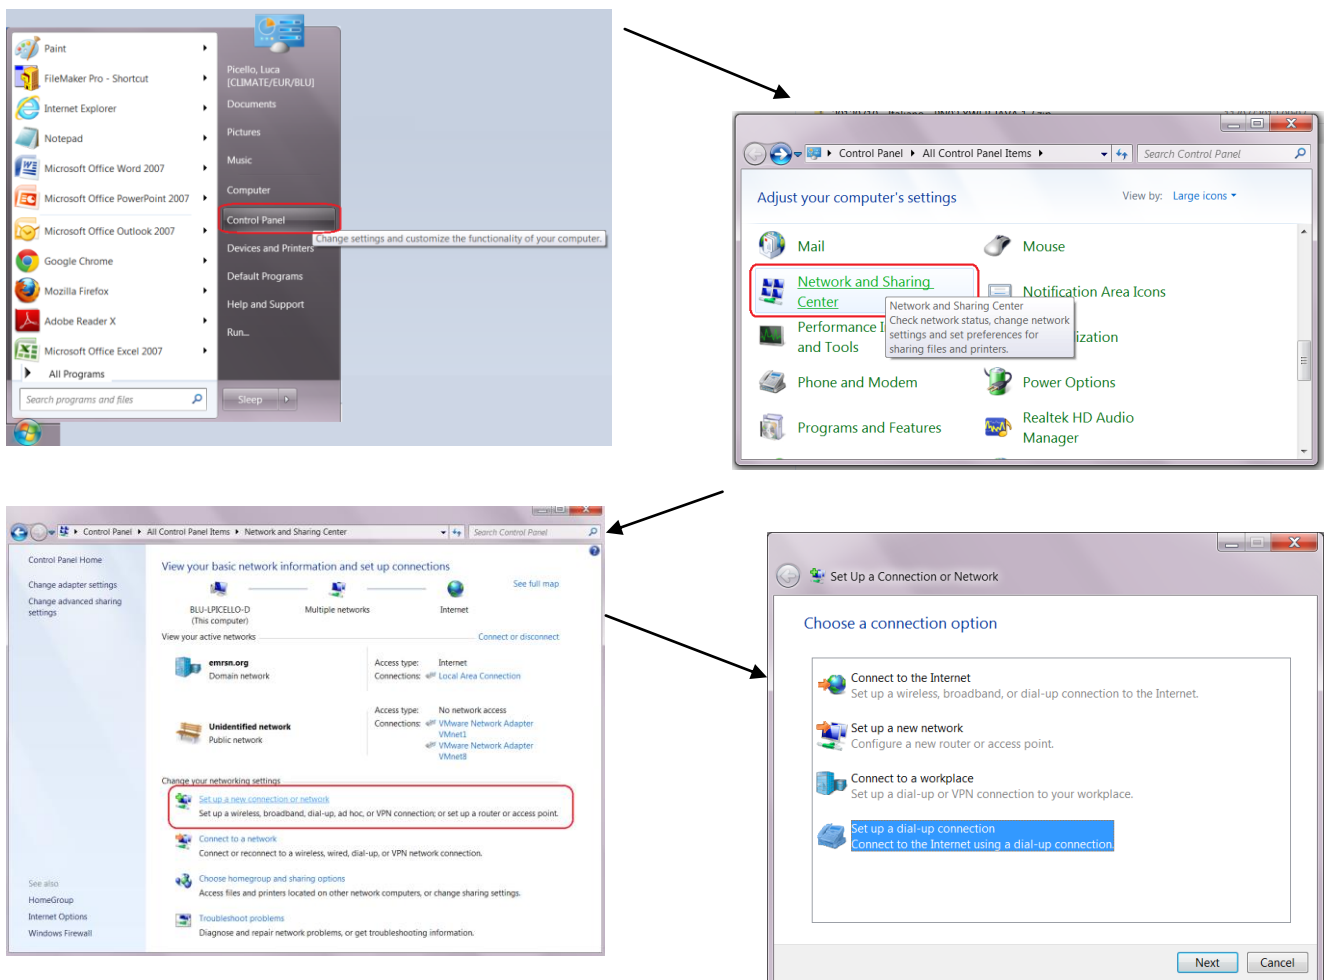 Paint
FileMaker Pro - Shortcut
Internet Explorer
Notepad
Microsoft Office Word 2007
Microsoft Office PowerPoint 2007
Microsoft Office Outlook 2007
Google Chrome
Mozilla Firefox
Adobe Reader X
Microsoft Office Excel 2007
All Programs
Search programs and files
Picello, Luca
[CLIMATE/EUR/BLU]
Documents
Pictures
Music
Computer
Control Panel
Change settings and customize the functionality of your computer.
Devices and Printers
Default Programs
Help and Support
Run...
Sleep
Control Panel All Control Panel Items
Search Control Panel
Adjust your computer's settings
View by: Large icons
Mail
Mouse
Network and Sharing
Center
Notification Area Icons
Network and Sharing Center
Check network status, change network
settings and set preferences for
sharing files and printers.
Performance
and Tools
Phone and Modem
Power Options
Programs and Features
Realtek HD Audio
Manager
Control Panel All Control Panel Items Network and Sharing Center
Search Control Panel
Control Panel Home
Change adapter settings
Change advanced sharing
settings
See also
HomeGroup
Internet Options
Windows Firewall
View your basic network information and set up connections
See full map
BLU-LPICELLO-D
(This computer)
Multiple networks
Internet
View your active networks
Connect or disconnect
emrsn.org
Domain network
Access type: Internet
Connections: Local Area Connection
Unidentified network
Public network
Access type: No network access
Connections: VMware Network Adapter
VMnet1
VMware Network Adapter
VMnet8
Change your networking settings
Set up a new connection or network
Set up a wireless, broadband, dial-up, ad hoc, or VPN connection; or set up a router or access point.
Connect to a network
Connect or reconnect to a wireless, wired, dial-up, or VPN network connection.
Choose homegroup and sharing options
Access files and printers located on other network computers, or change sharing settings.
Troubleshoot problems
Diagnose and repair network problems, or get troubleshooting information.
Set Up a Connection or Network
Choose a connection option
Connect to the Internet
Set up a wireless, broadband, or dial-up connection to the Internet.
Set up a new network
Configure a new router or access point.
Connect to a workplace
Set up a dial-up or VPN connection to your workplace.
Set up a dial-up connection
Connect to the Internet using a dial-up connection.
Next
Cancel